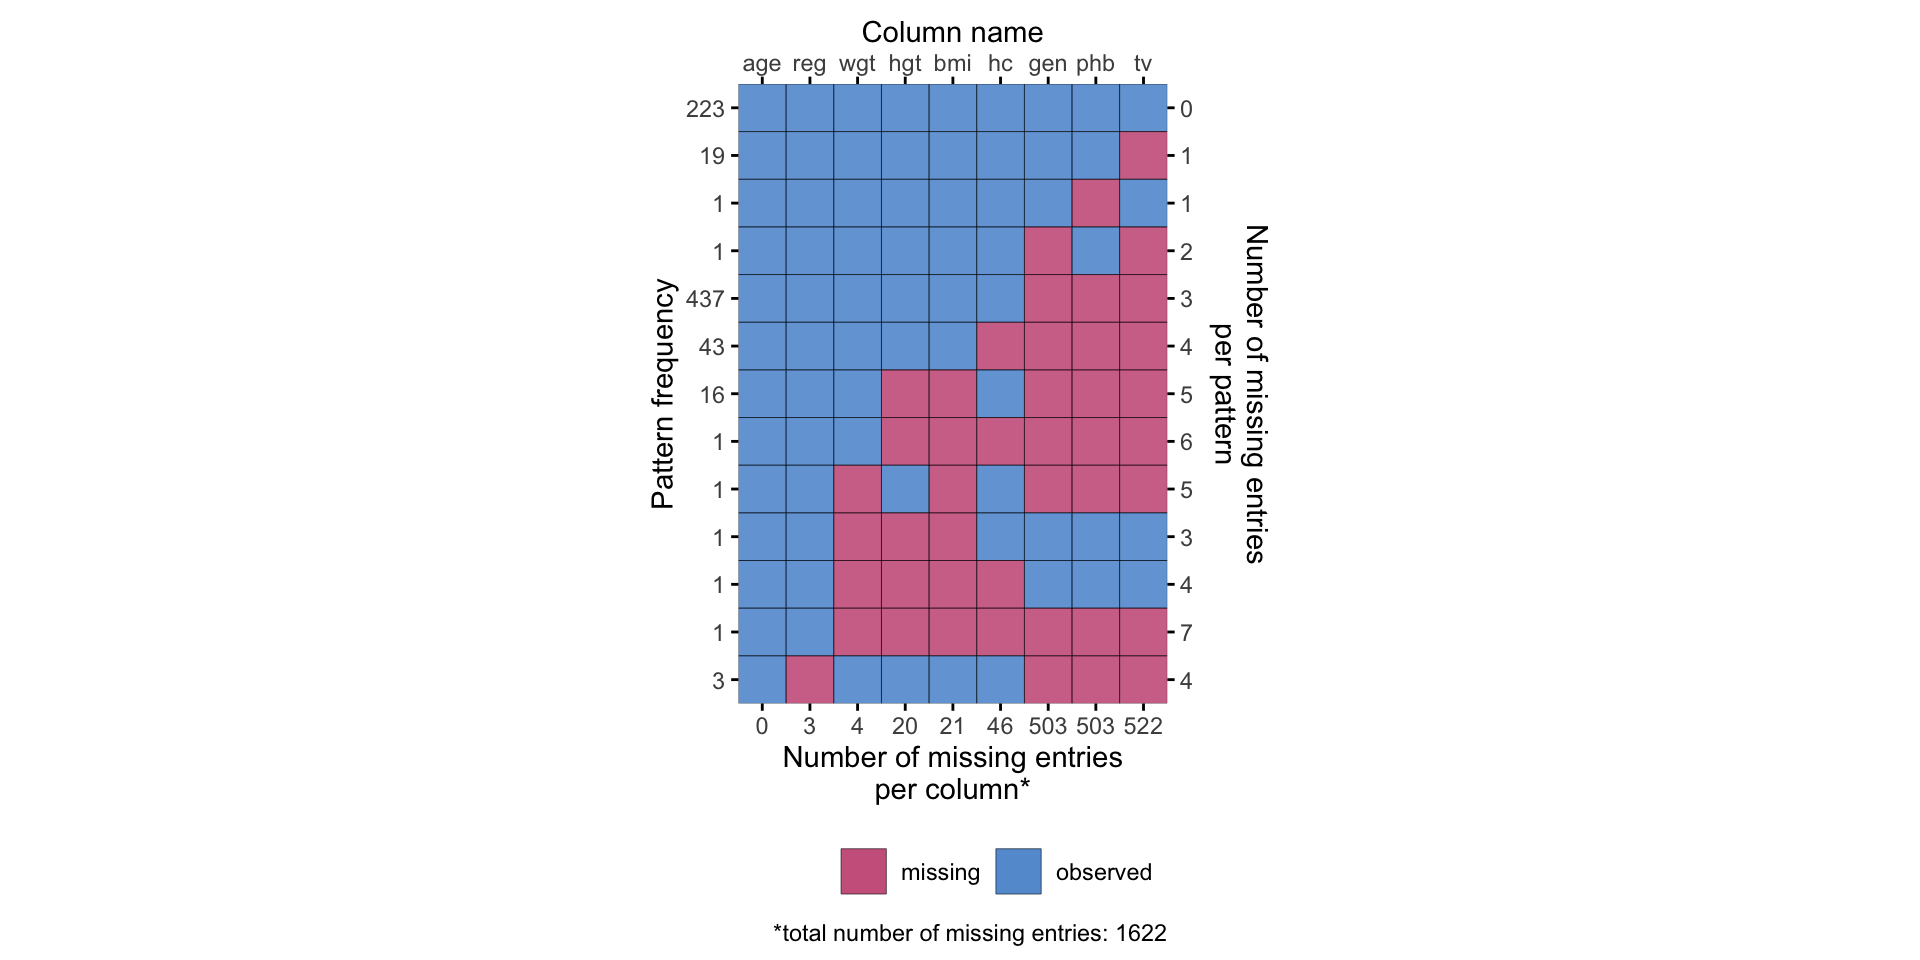 Column name
age reg wgt hgt bmi hc gen phb tv
223 0
19 1
1 1
1 2
437 3
43 4
16 5
1 6
1 5
1 3
1 4
1 7
3 4
Pattern frequency
Number of missing entries
per pattern
0 3 4 20 21 46 503 503 522
Number of missing entries
per column*
missing observed
*total number of missing entries: 1622